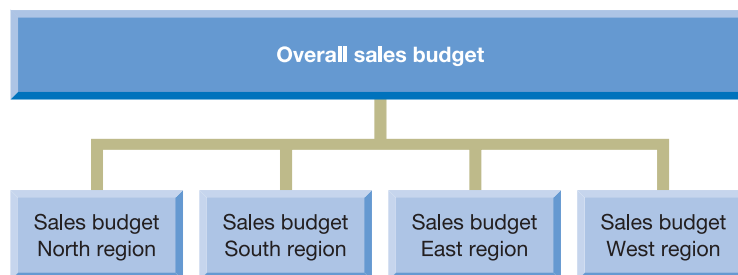 Overall sales budget
Sales budget
North region
Sales budget
South region
Sales budget
East region
Sales budget
West region